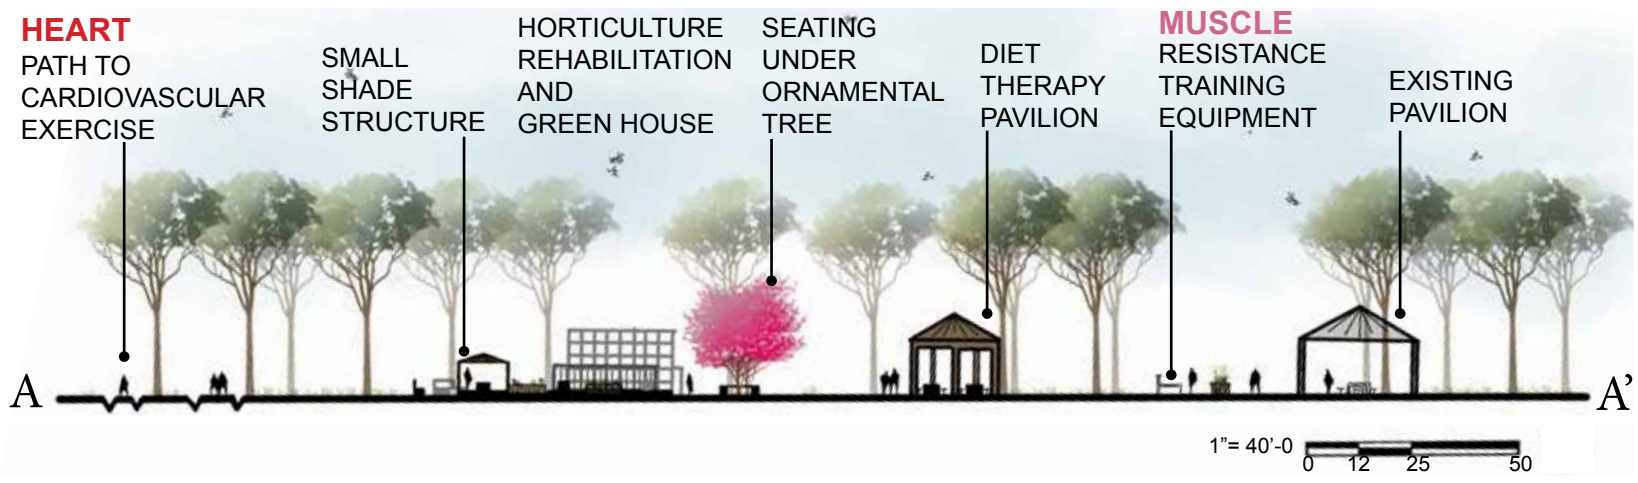 HEART
PATH TO
CARDIOVASCULAR
EXERCISE
SMALL
SHADE
STRUCTURE
HORTICULTURE
REHABILITATION
AND
GREEN HOUSE
SEATING
UNDER
ORNAMENTAL
TREE
DIET
THERAPY
PAVILION
MUSCLE
RESISTANCE
TRAINING
EQUIPMENT
EXISTING
PAVILION
A
A’
1”= 40’-0
0 12 25 50